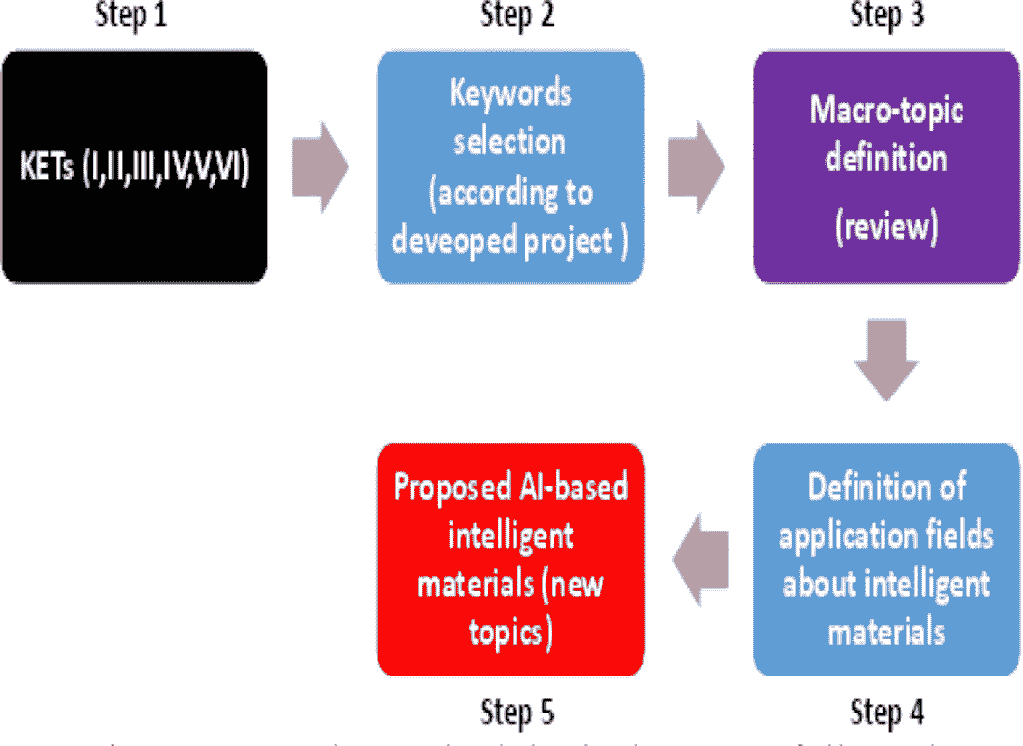 Step 1
Step 2
Step 3
KETs (I,II,III,IV,V,VI)
Keywords
selection
(according to
deveoped project )
Macro-topic
definition
(review)
Proposed AI-based
intelligent
materials (new
topics)
Definition of
application fields
about intelligent
materials
Step 5
Step 4